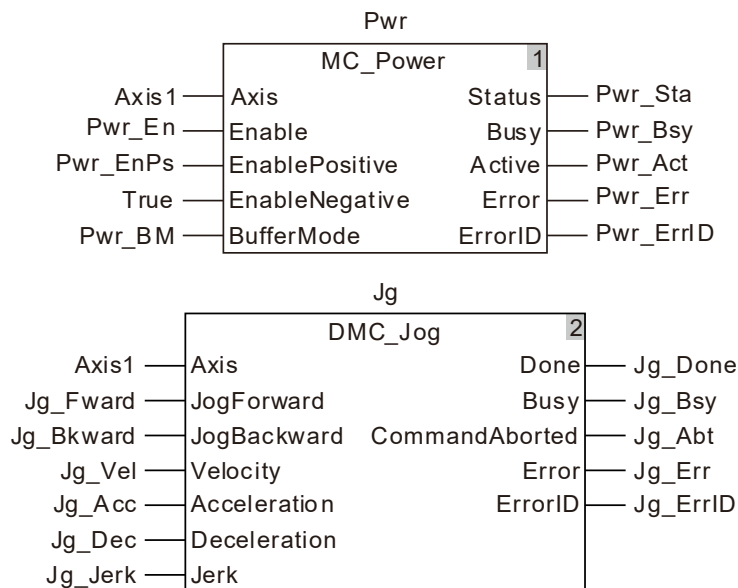 Pwr
MC_Power 1
Axis1 Axis Status Pwr_Sta
Pwr_En Enable Busy Pwr_Bsy
Pwr_EnPs EnablePositive Active Pwr_Act
True EnableNegative Error Pwr_Err
Pwr_BM BufferMode ErrorID Pwr_ErrID
Jg
DMC_Jog 2
Axis1 Axis Done Jg_Done
Jg_Fward JogForward Busy Jg_Bsy
Jg_Bkward JogBackward CommandAborted Jg_Abt
Jg_Vel Velocity Error Jg_Err
Jg_Acc Acceleration ErrorID Jg_ErrID
Jg_Dec Deceleration
Jg_Jerk Jerk